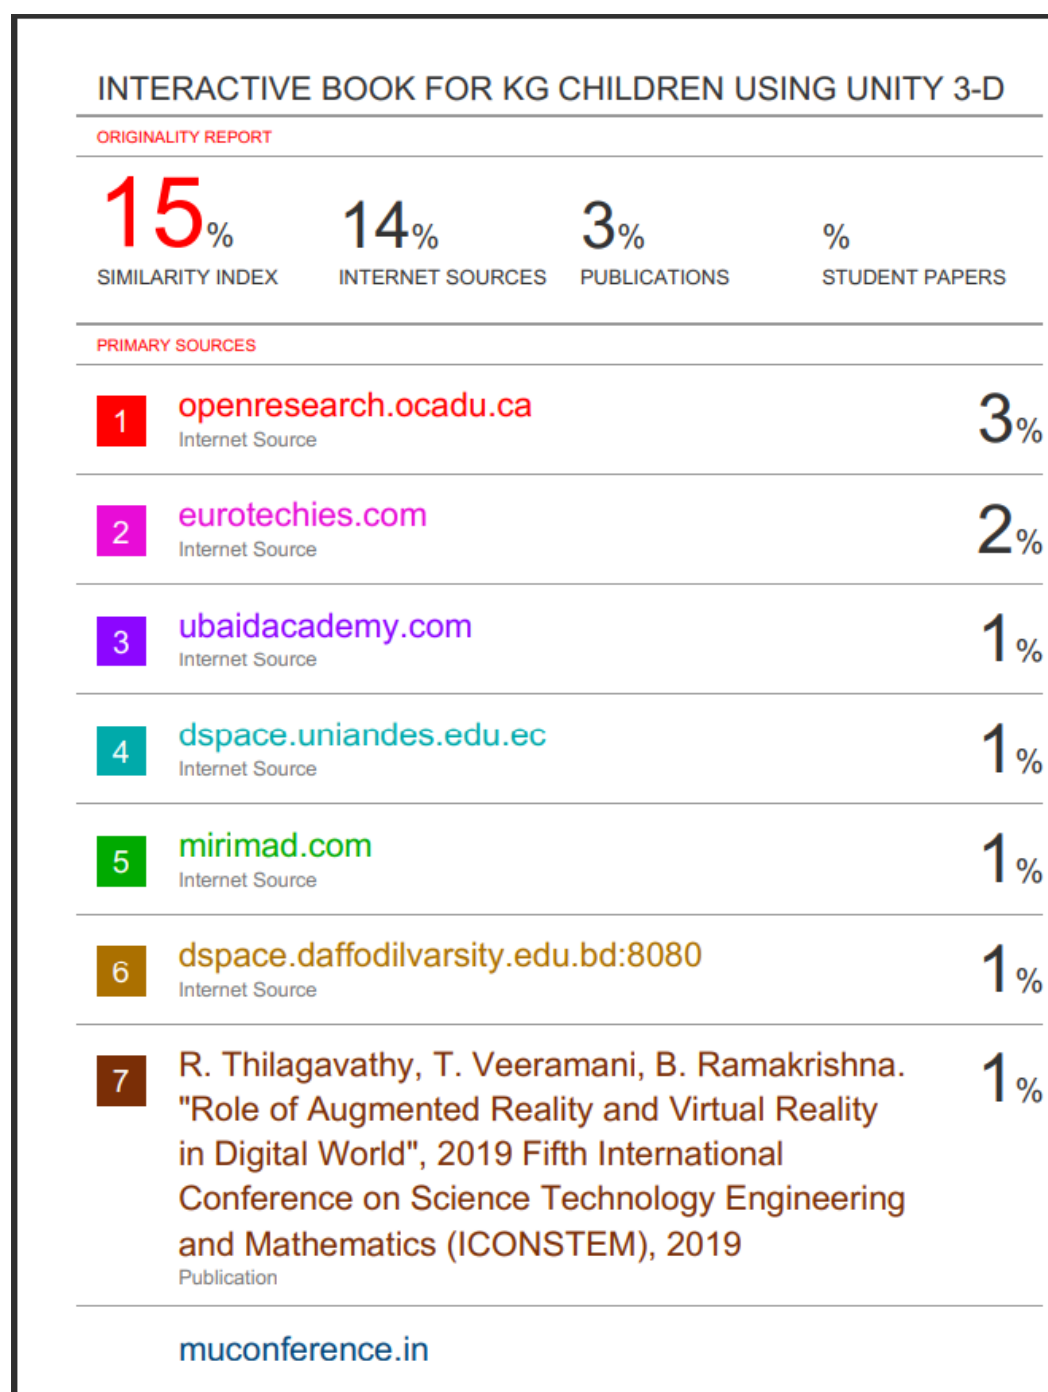 INTERACTIVE BOOK FOR KG CHILDREN USING UNITY 3-D
ORIGINALITY REPORT
15% 14% 3% %
SIMILARITY INDEX INTERNET SOURCES PUBLICATIONS STUDENT PAPERS
PRIMARY SOURCES
1 openresearch.ocadu.ca 3%
Internet Source
2 eurotechies.com 2%
Internet Source
3 ubaidacademy.com 1%
Internet Source
4 dspace.uniandes.edu.ec 1%
Internet Source
5 mirimad.com 1%
Internet Source
6 dspace.daffodilvarsity.edu.bd:8080 1%
Internet Source
7 R. Thilagavathy, T. Veeramani, B. Ramakrishna. 1%
"Role of Augmented Reality and Virtual Reality
in Digital World", 2019 Fifth International
Conference on Science Technology Engineering
and Mathematics (ICONSTEM), 2019
Publication
muconference.in